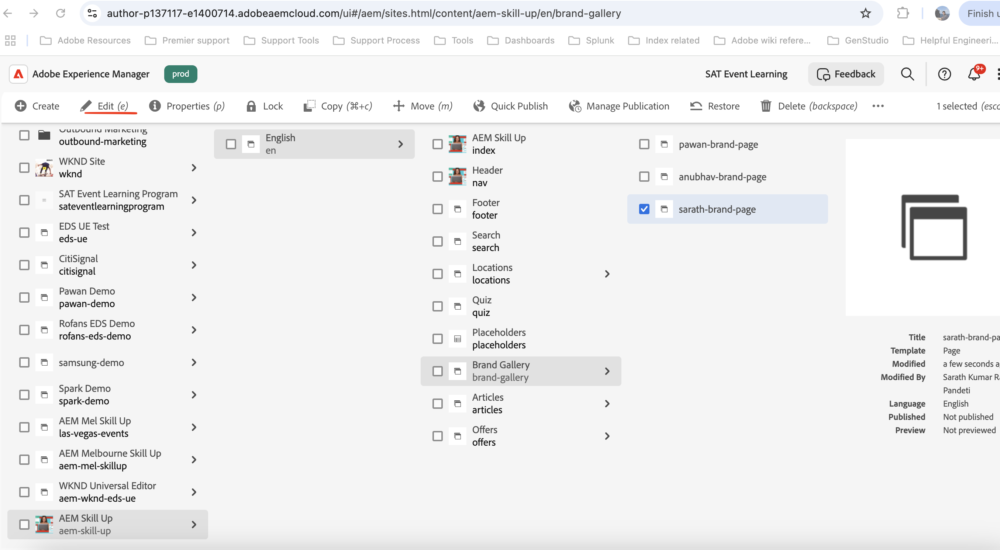 author-p137117-e1400714.adobeaemcloud.com/ui#/aem/sites.html/content/aem-skill-up/en/brand-gallery
Finish u
Adobe Resources Premier support Support Tools Support Process Tools Dashboards Splunk Index related Adobe wiki refere... GenStudio Helpful Engineeri...
Adobe Experience Manager prod SAT Event Learning Feedback 9+
Create Edit (e) Properties (p) Lock Copy (⌘+c) Move (m) Quick Publish Manage Publication Restore Delete (backspace) ••• 1 selected (esc
Outbound Marketing
outbound-marketing
WKND Site
wknd
SAT Event Learning Program
sateventlearningprogram
EDS UE Test
eds-ue
CitiSignal
citisignal
Pawan Demo
pawan-demo
Rofans EDS Demo
rofans-eds-demo
samsung-demo
Spark Demo
spark-demo
AEM Mel Skill Up
las-vegas-events
AEM Melbourne Skill Up
aem-mel-skillup
WKND Universal Editor
aem-wknd-eds-ue
AEM Skill Up
aem-skill-up
English
en
AEM Skill Up
index
Header
nav
Footer
footer
Search
search
Locations
locations
Quiz
quiz
Placeholders
placeholders
Brand Gallery
brand-gallery
Articles
articles
Offers
offers
pawan-brand-page
anubhav-brand-page
sarath-brand-page
Title sarath-brand-pa
Template Page
Modified a few seconds a
Modified By Sarath Kumar R
Pandeti
Language English
Published Not published
Preview Not previewed